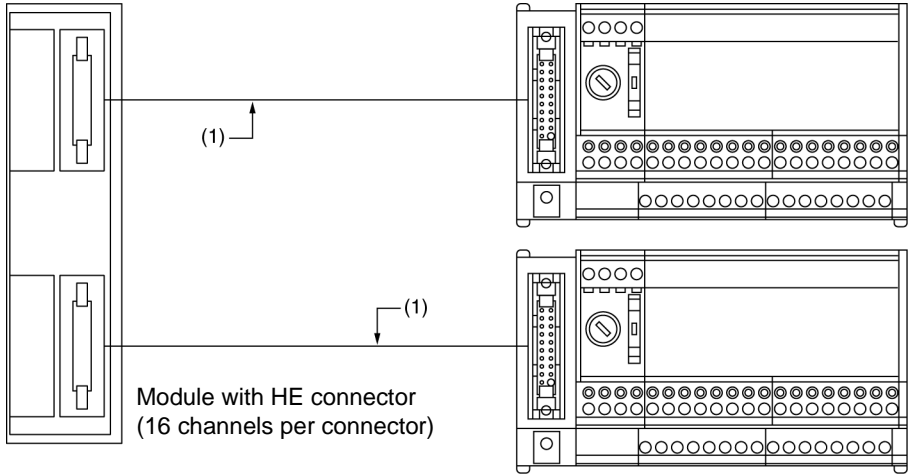 (1)
(1)
Module with HE connector
(16 channels per connector)